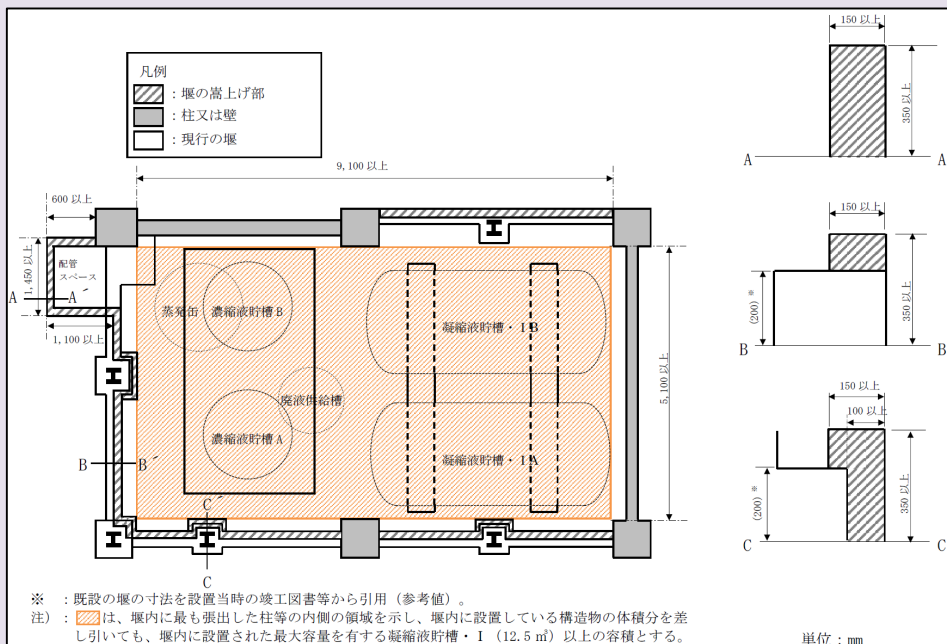 凡例
：堰の嵩上げ部
：柱又は壁
：現行の堰
9,100 以上
600 以上
1,450 以上
配管
スペース
A
A´
1,100 以上
蒸発缶
濃縮液貯槽 B
凝縮液貯槽・ⅠB
5,100 以上
廃液供給槽
濃縮液貯槽 A
凝縮液貯槽・ⅠA
B
B´
C´
C
150 以上
350 以上
A
A´
150 以上
(200)※
350 以上
B
B´
150 以上
100 以上
(200)※
350 以上
C
C´
※ ：既設の堰の寸法を設置当時の竣工図書等から引用（参考値）。
注）：は、堰内に最も張出した柱等の内側の領域を示し、堰内に設置している構造物の体積分を差
し引いても、堰内に設置された最大容量を有する凝縮液貯槽・Ⅰ（12.5 ㎥）以上の容積とする。
単位：mm